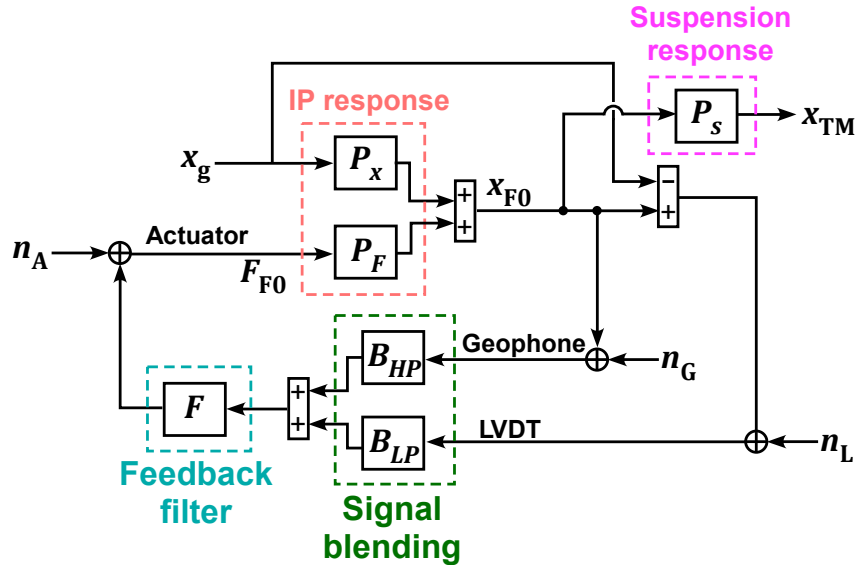 Suspension
response
IP response
x_g
P_x
P_s
x_TM
+
+
x_F0
−
+
n_A
Actuator
F_F0
P_F
B_HP
Geophone
n_G
F
+
+
B_LP
LVDT
n_L
Feedback
filter
Signal
blending